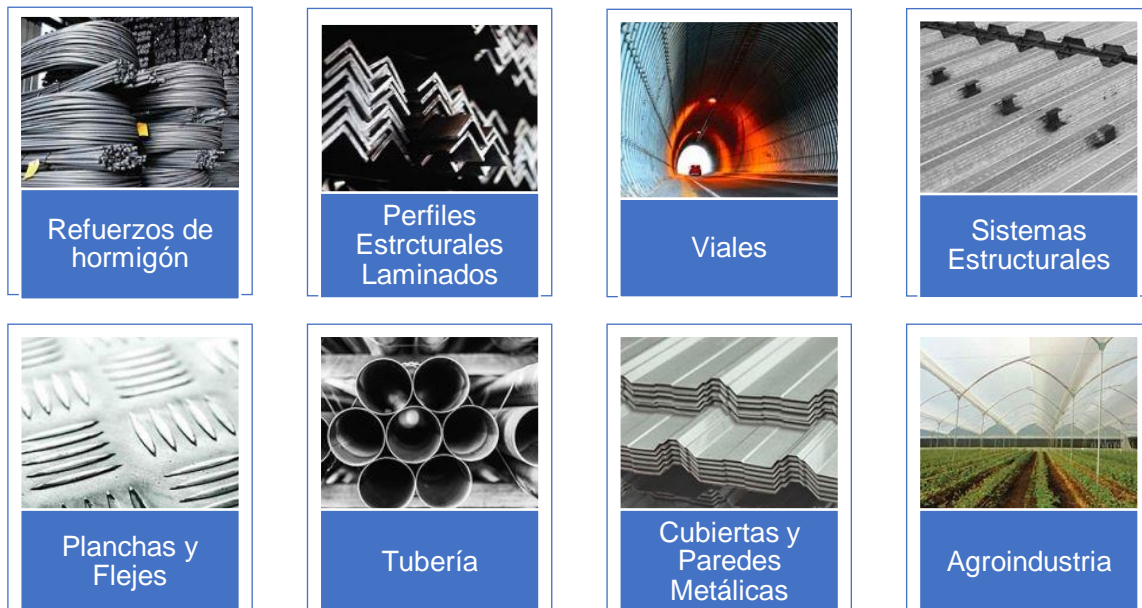 Refuerzos de
hormigón
Perfiles
Estrcturales
Laminados
Viales
Sistemas
Estructurales
Planchas y
Flejes
Tubería
Cubiertas y
Paredes
Metálicas
Agroindustria